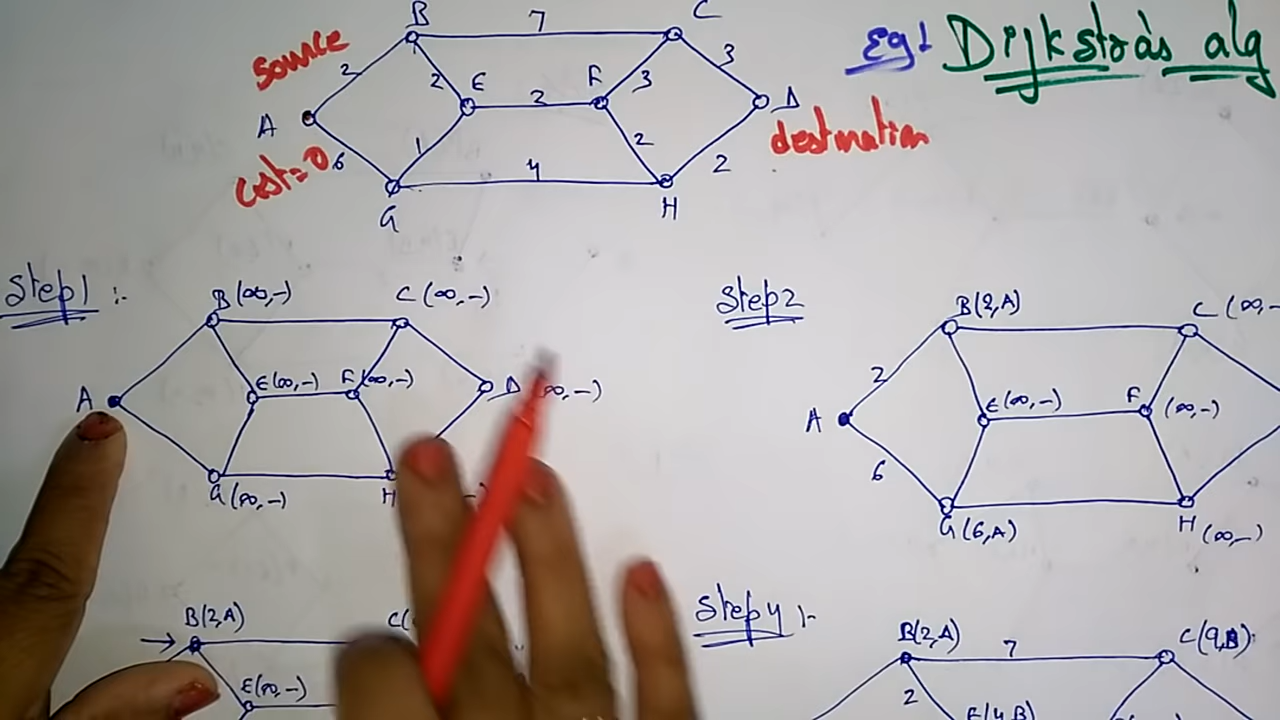 B 7 C
Eg! Dijkstra's alg
source 2 2 E F 3 3
A 2 D
destination
cost=0 6 1 2 2
4
G H
Step1 :-
B(∞,-) C(∞,-)
A E(∞,-) F(∞,-) D(∞,-)
G(∞,-) H
Step2
B(2,A) C(∞,-
2
A E(∞,-) F (∞,-)
6
G(6,A) H(∞,-)
B(2,A) C(
E(∞,-)
Step4 :-
B(2,A) 7 C(9,B)
2
E(4,B)